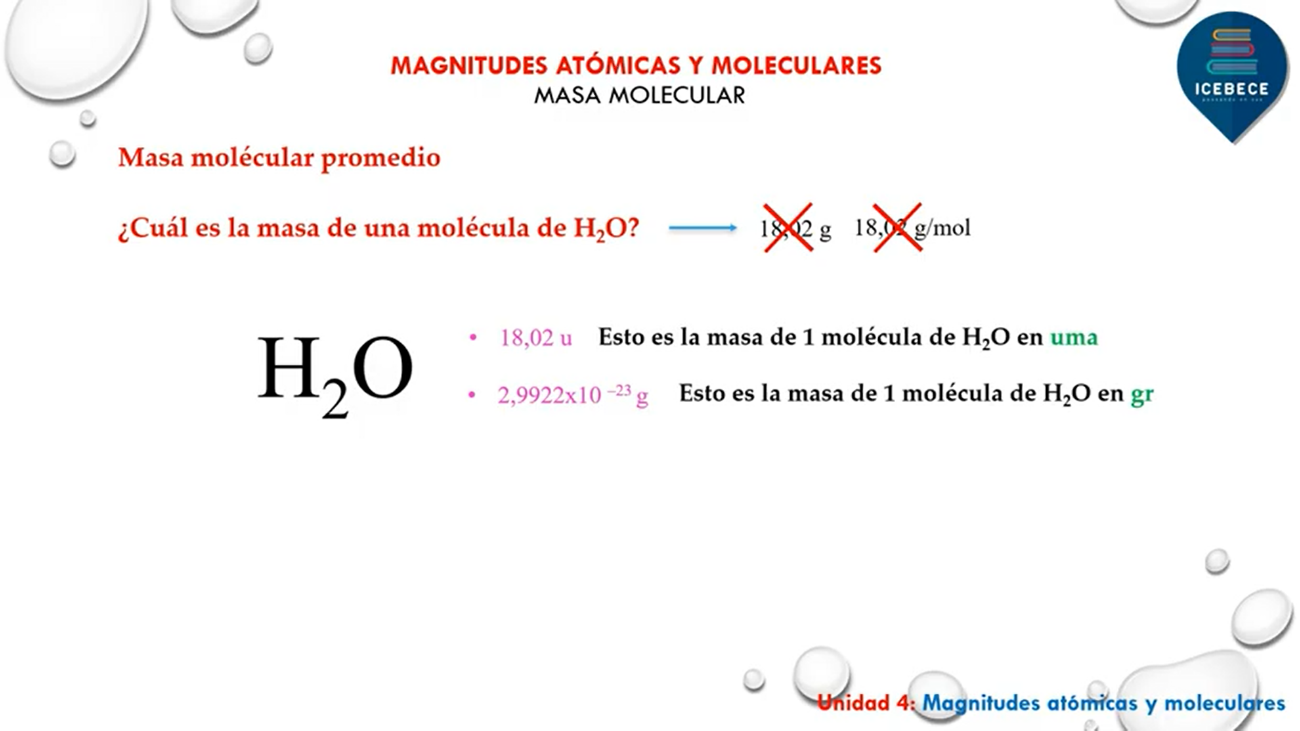 MAGNITUDES ATÓMICAS Y MOLECULARES
MASA MOLECULAR
ICEBECE
Masa molécular promedio
¿Cuál es la masa de una molécula de H₂O? 18,02 g 18,02 g/mol
H₂O
• 18,02 u Esto es la masa de 1 molécula de H₂O en uma
• 2,9922x10 ⁻²³ g Esto es la masa de 1 molécula de H₂O en gr
Unidad 4: Magnitudes atómicas y moleculares